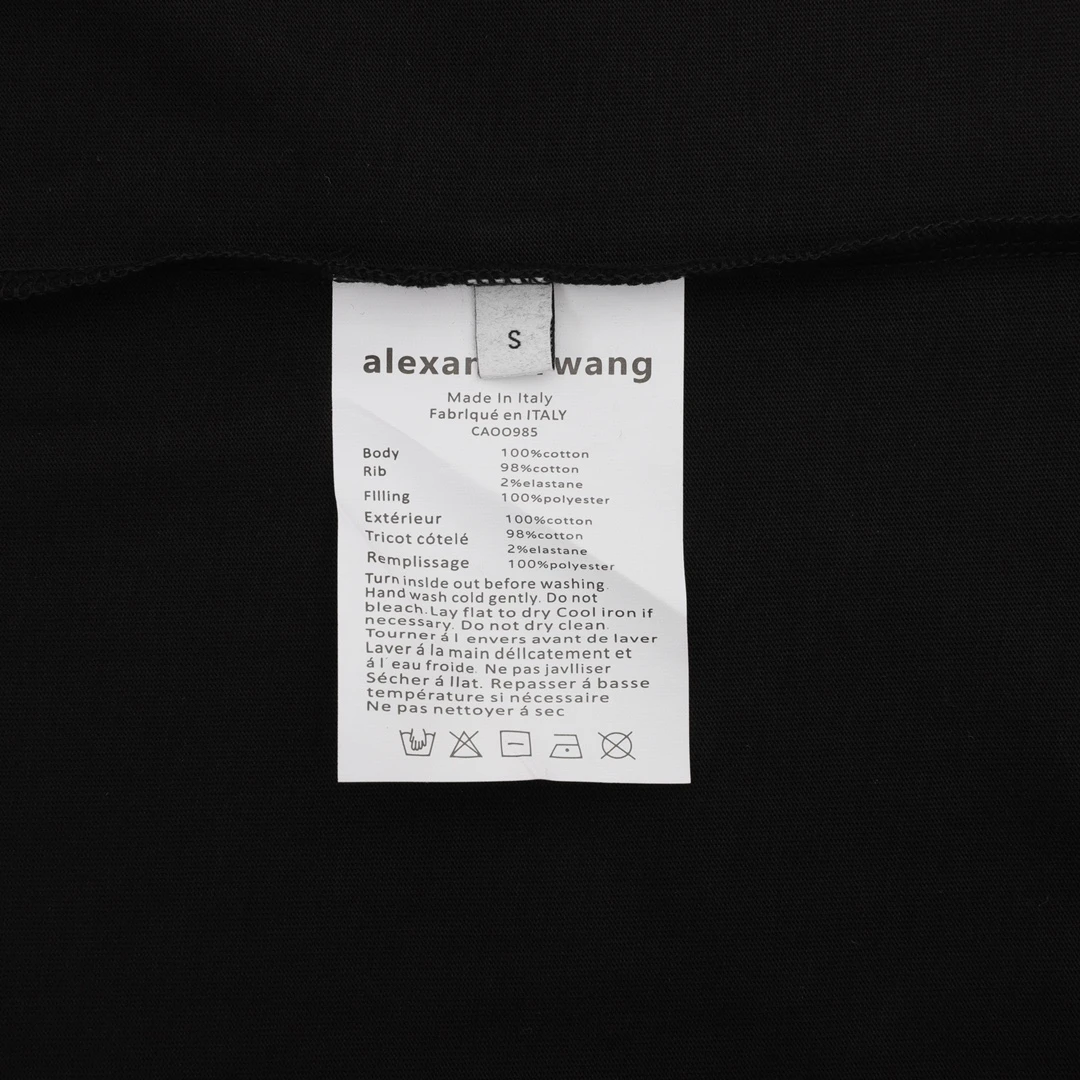 S
alexan wang
Made In Italy
Fabrlqué en ITALY
CAOO985
Body 100%cotton
Rib 98%cotton
2%elastane
FIlling 100%polyester
Extérieur 100%cotton
Tricot cótelé 98%cotton
2%elastane
Remplissage 100%polyester
Turn inslde out before washing.
Hand wash cold gently. Do not
bleach.Lay flat to dry Cool iron if
necessary. Do not dry clean.
Tourner á l envers avant de laver
Laver á la main déllcatement et
á l'eau froide. Ne pas javlliser
Sécher á llat. Repasser á basse
température si nécessaire
Ne pas nettoyer á sec